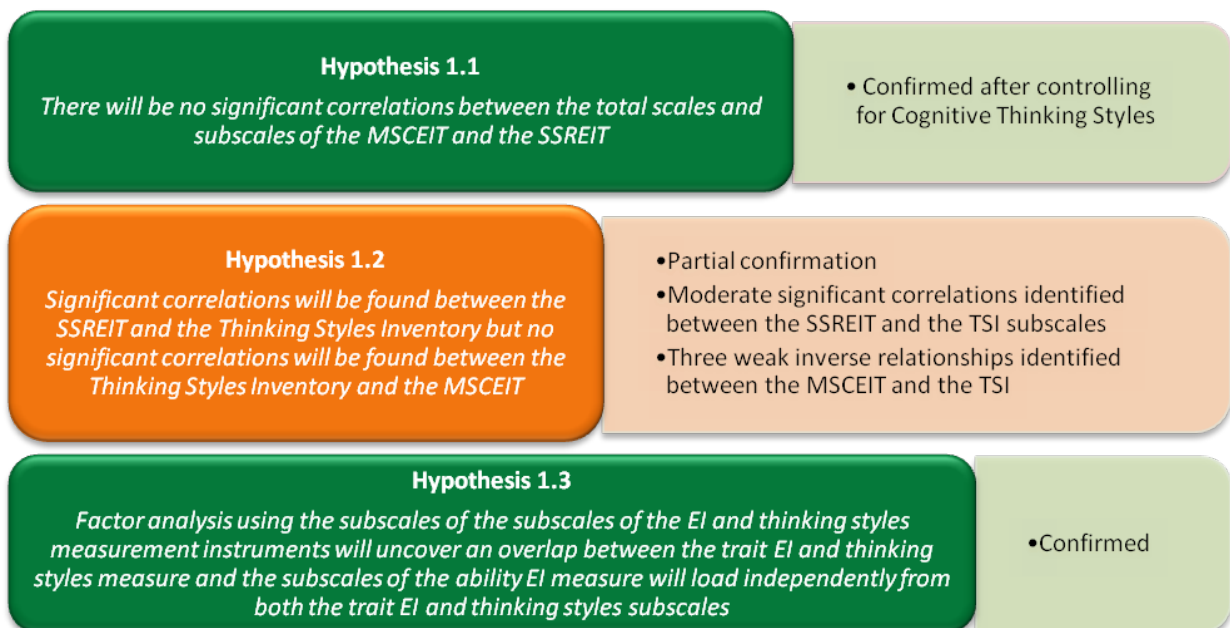 Hypothesis 1.1
There will be no significant correlations between the total scales and
subscales of the MSCEIT and the SSREIT
• Confirmed after controlling
for Cognitive Thinking Styles
Hypothesis 1.2
Significant correlations will be found between the
SSREIT and the Thinking Styles Inventory but no
significant correlations will be found between the
Thinking Styles Inventory and the MSCEIT
•Partial confirmation
•Moderate significant correlations identified
between the SSREIT and the TSI subscales
•Three weak inverse relationships identified
between the MSCEIT and the TSI
Hypothesis 1.3
Factor analysis using the subscales of the subscales of the EI and thinking styles
measurement instruments will uncover an overlap between the trait EI and thinking
styles measure and the subscales of the ability EI measure will load independently from
both the trait EI and thinking styles subscales
•Confirmed